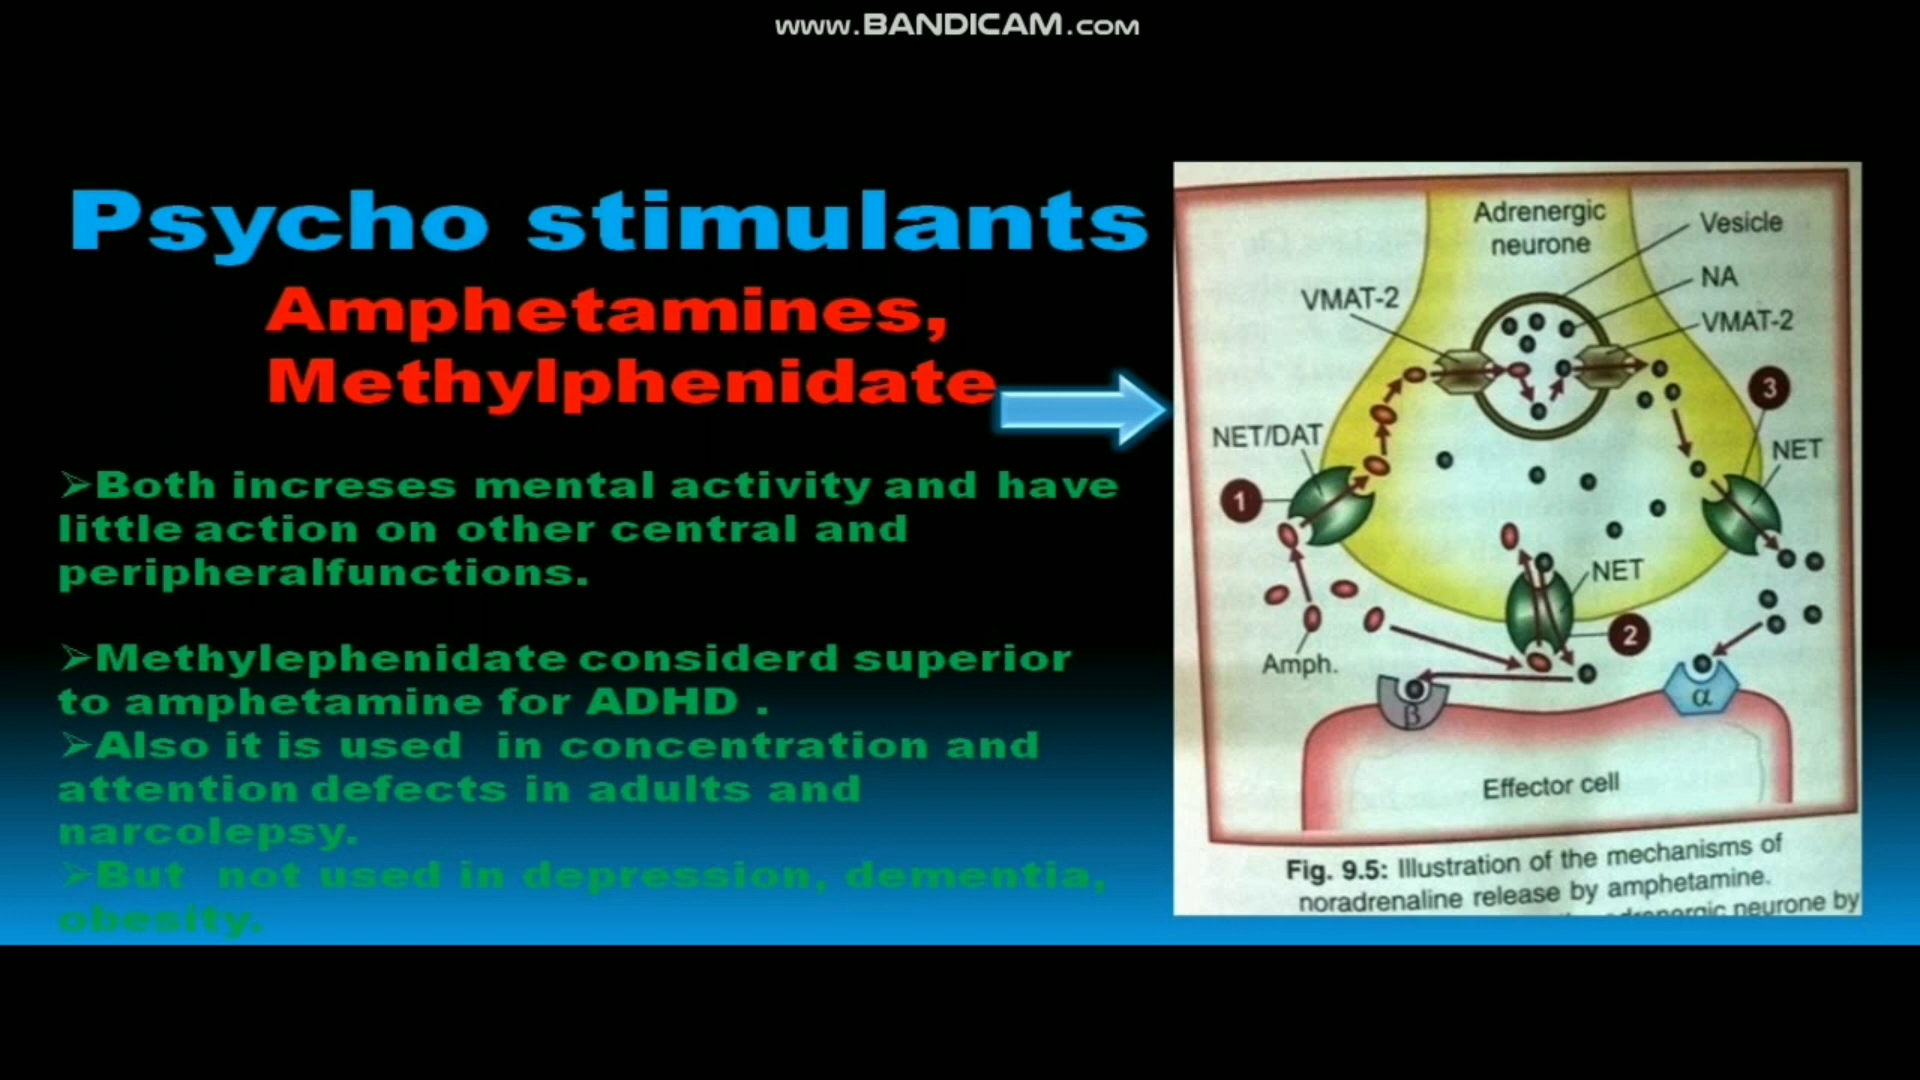 www.BANDICAM.com
Psycho stimulants
Amphetamines,
Methylphenidate
➢Both increses mental activity and have
little action on other central and
peripheralfunctions.
➢Methylephenidate considerd superior
to amphetamine for ADHD .
➢Also it is used in concentration and
attention defects in adults and
narcolepsy.
➢But not used in depression, dementia,
obesity.
Adrenergic
neurone
Vesicle
NA
VMAT-2
VMAT-2
3
NET/DAT
NET
1
NET
2
Amph.
β
α
Effector cell
Fig. 9.5: Illustration of the mechanisms of
noradrenaline release by amphetamine.
neurone by